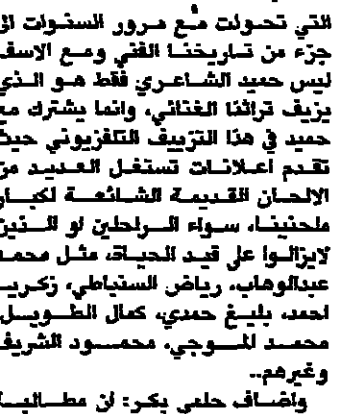 التي تحولت مع مرور السنوات الى
جزء من تاريخنا الفني ومع الاسف
ليس حميد الشاعري فقط هو الذي
يزيف تراثنا الغنائي، وانما يشترك مع
حميد في هذا التزييف التلفزيوني حيث
تقدم اعلانات تستغل العديد من
الالحان القديمة الشائعة لكبار
ملحنينا، سواء الراحلين او الذين
لايزالوا على قيد الحياة، مثل محمد
عبدالوهاب، رياض السنباطي، زكريا
احمد، بليغ حمدي، كمال الطويل،
محمد الموجي، محمود الشريف
وغيرهم..
واضاف حلمي بكر: ان مطالبا